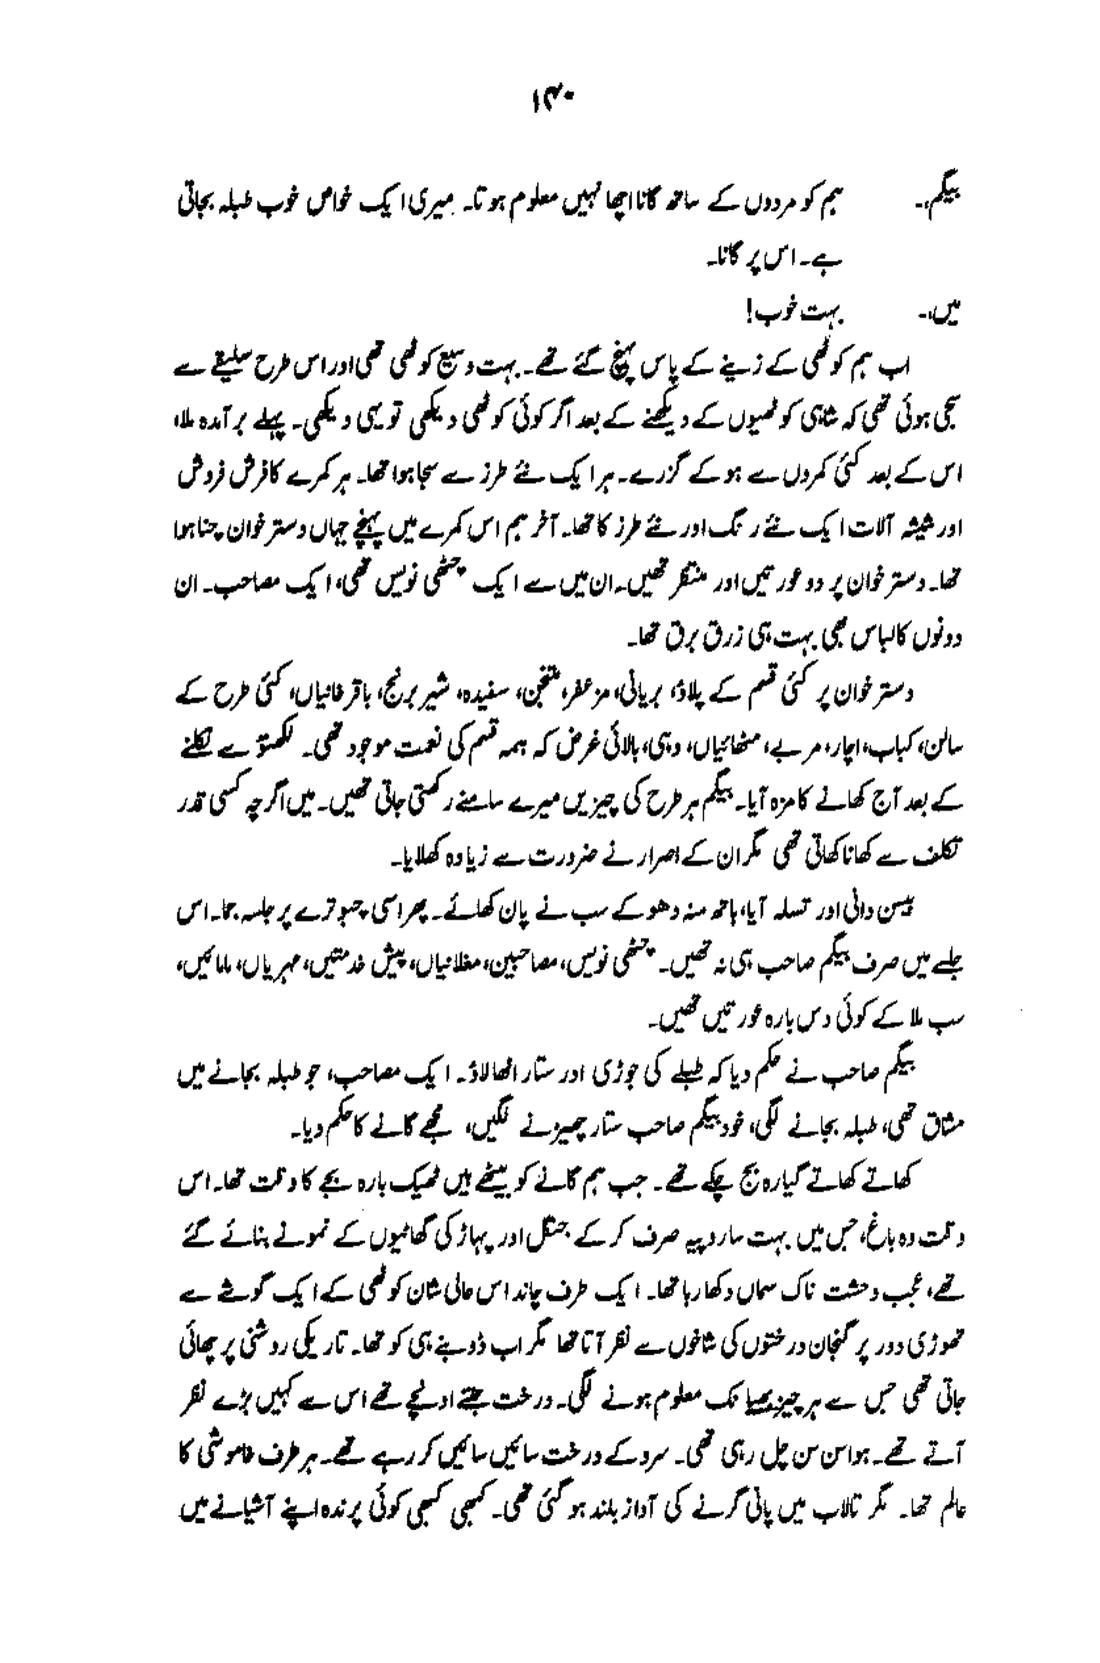 ۱۴۰
بیگم:۔ ہم کو مردوں کے ساتھ گانا اچھا نہیں معلوم ہوتا۔ میری ایک خواص خوب طبلہ بجاتی
ہے۔ اس پر گانا۔
میں:۔ بہت خوب!
اب ہم کوٹھی کے زینے کے پاس پہنچ گئے تھے۔ بہت وسیع کوٹھی تھی اور اس طرح سلیقے سے
سجی ہوئی تھی کہ شاہی کوٹھیوں کے دیکھنے کے بعد اگر کوئی کوٹھی دیکھی تو یہی دیکھی۔ پہلے برآمدہ ملا،
اس کے بعد کئی کمروں سے ہو کے گزرے۔ ہر ایک نئے طرز سے سجا ہوا تھا۔ ہر کمرے کا فرش فروش
اور شیشہ آلات ایک نئے رنگ اور نئے طرز کا تھا۔ آخر ہم اس کمرے میں پہنچے جہاں دسترخوان چنا ہوا
تھا۔ دسترخوان پر دو عورتیں اور منتظر تھیں۔ ان میں سے ایک چٹھی نویس تھی، ایک مصاحب۔ ان
دونوں کا لباس بھی بہت ہی زرق برق تھا۔
دسترخوان پر کئی قسم کے پلاؤ، بریانی، مزعفر، متنجن، سفیدہ، شیر برنج، باقرخانیاں، کئی طرح کے
سالن، کباب، اچار، مربے، مٹھائیاں، دہی، بالائی غرض کہ ہمہ قسم کی نعمت موجود تھی۔ لکھنؤ سے نکلنے
کے بعد آج کھانے کا مزہ آیا۔ بیگم ہر طرح کی چیزیں میرے سامنے رکھتی جاتی تھیں۔ میں اگرچہ کسی قدر
تکلف سے کھانا کھاتی تھی مگر ان کے اصرار نے ضرورت سے زیادہ کھلایا۔
بیسن دانی اور تسلہ آیا، ہاتھ منہ دھو کے سب نے پان کھائے۔ پھر اسی چبوترے پر جلسہ جما۔ اس
جلسے میں صرف بیگم صاحب ہی نہ تھیں۔ چٹھی نویس، مصاحبین، مغلانیاں، پیش خدمتیں، مہریاں، مامائیں،
سب ملا کے کوئی دس بارہ عورتیں تھیں۔
بیگم صاحب نے حکم دیا کہ طبلے کی جوڑی اور ستار اٹھا لاؤ۔ ایک مصاحب، جو طبلہ بجانے میں
مشاق تھی، طبلہ بجانے لگی، خود بیگم صاحب ستار چھیڑنے لگیں، مجھے گانے کا حکم دیا۔
کھاتے کھاتے گیارہ بج چکے تھے۔ جب ہم گانے کو بیٹھے ہیں ٹھیک بارہ بجے کا وقت تھا۔ اس
وقت وہ باغ، جس میں بہت سا روپیہ صرف کر کے جنگل اور پہاڑ کی گھاٹیوں کے نمونے بنائے گئے
تھے، عجب وحشت ناک سماں دکھا رہا تھا۔ ایک طرف چاند اس عالی شان کوٹھی کے ایک گوشے سے
تھوڑی دور پر گنجان درختوں کی شاخوں سے نظر آتا تھا مگر اب ڈوبنے ہی کو تھا۔ تاریکی روشنی پر چھائی
جاتی تھی جس سے ہر چیز بھیانک معلوم ہونے لگی۔ درخت جتنے اونچے تھے اس سے کہیں بڑے نظر
آتے تھے۔ ہوا سن سن چل رہی تھی۔ سرو کے درخت سائیں سائیں کر رہے تھے۔ ہر طرف خاموشی کا
عالم تھا۔ مگر تالاب میں پانی گرنے کی آواز بلند ہو گئی تھی۔ کبھی کبھی کوئی پرندہ اپنے آشیانے میں